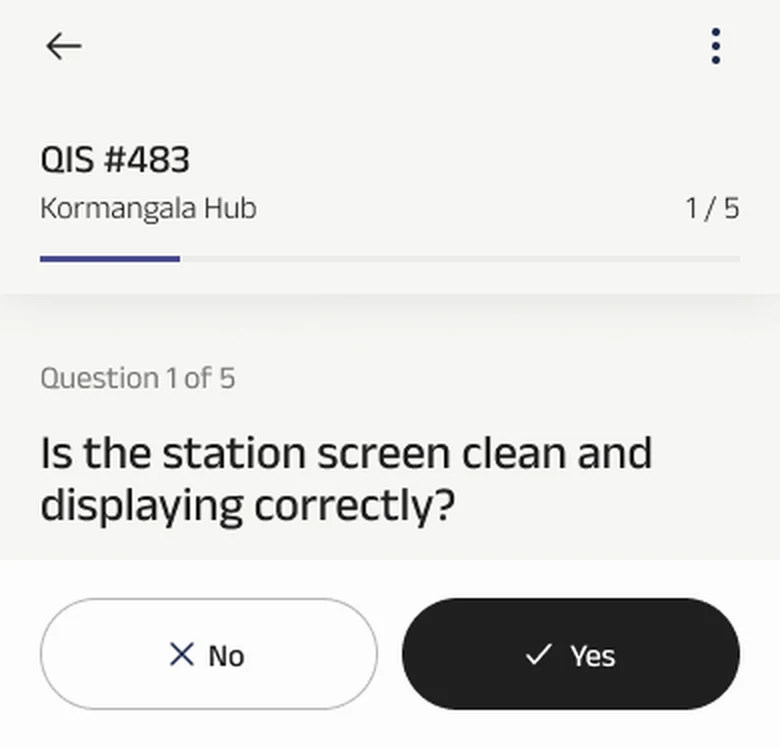 QIS #483
Kormangala Hub
1 / 5
Question 1 of 5
Is the station screen clean and
displaying correctly?
No
Yes